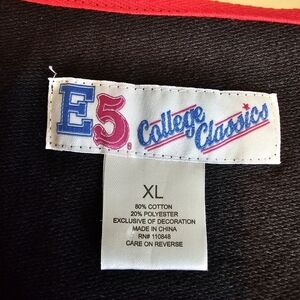 E5® College Classics
XL
80% COTTON
20% POLYESTER
EXCLUSIVE OF DECORATION
MADE IN CHINA
RN# 110848
CARE ON REVERSE